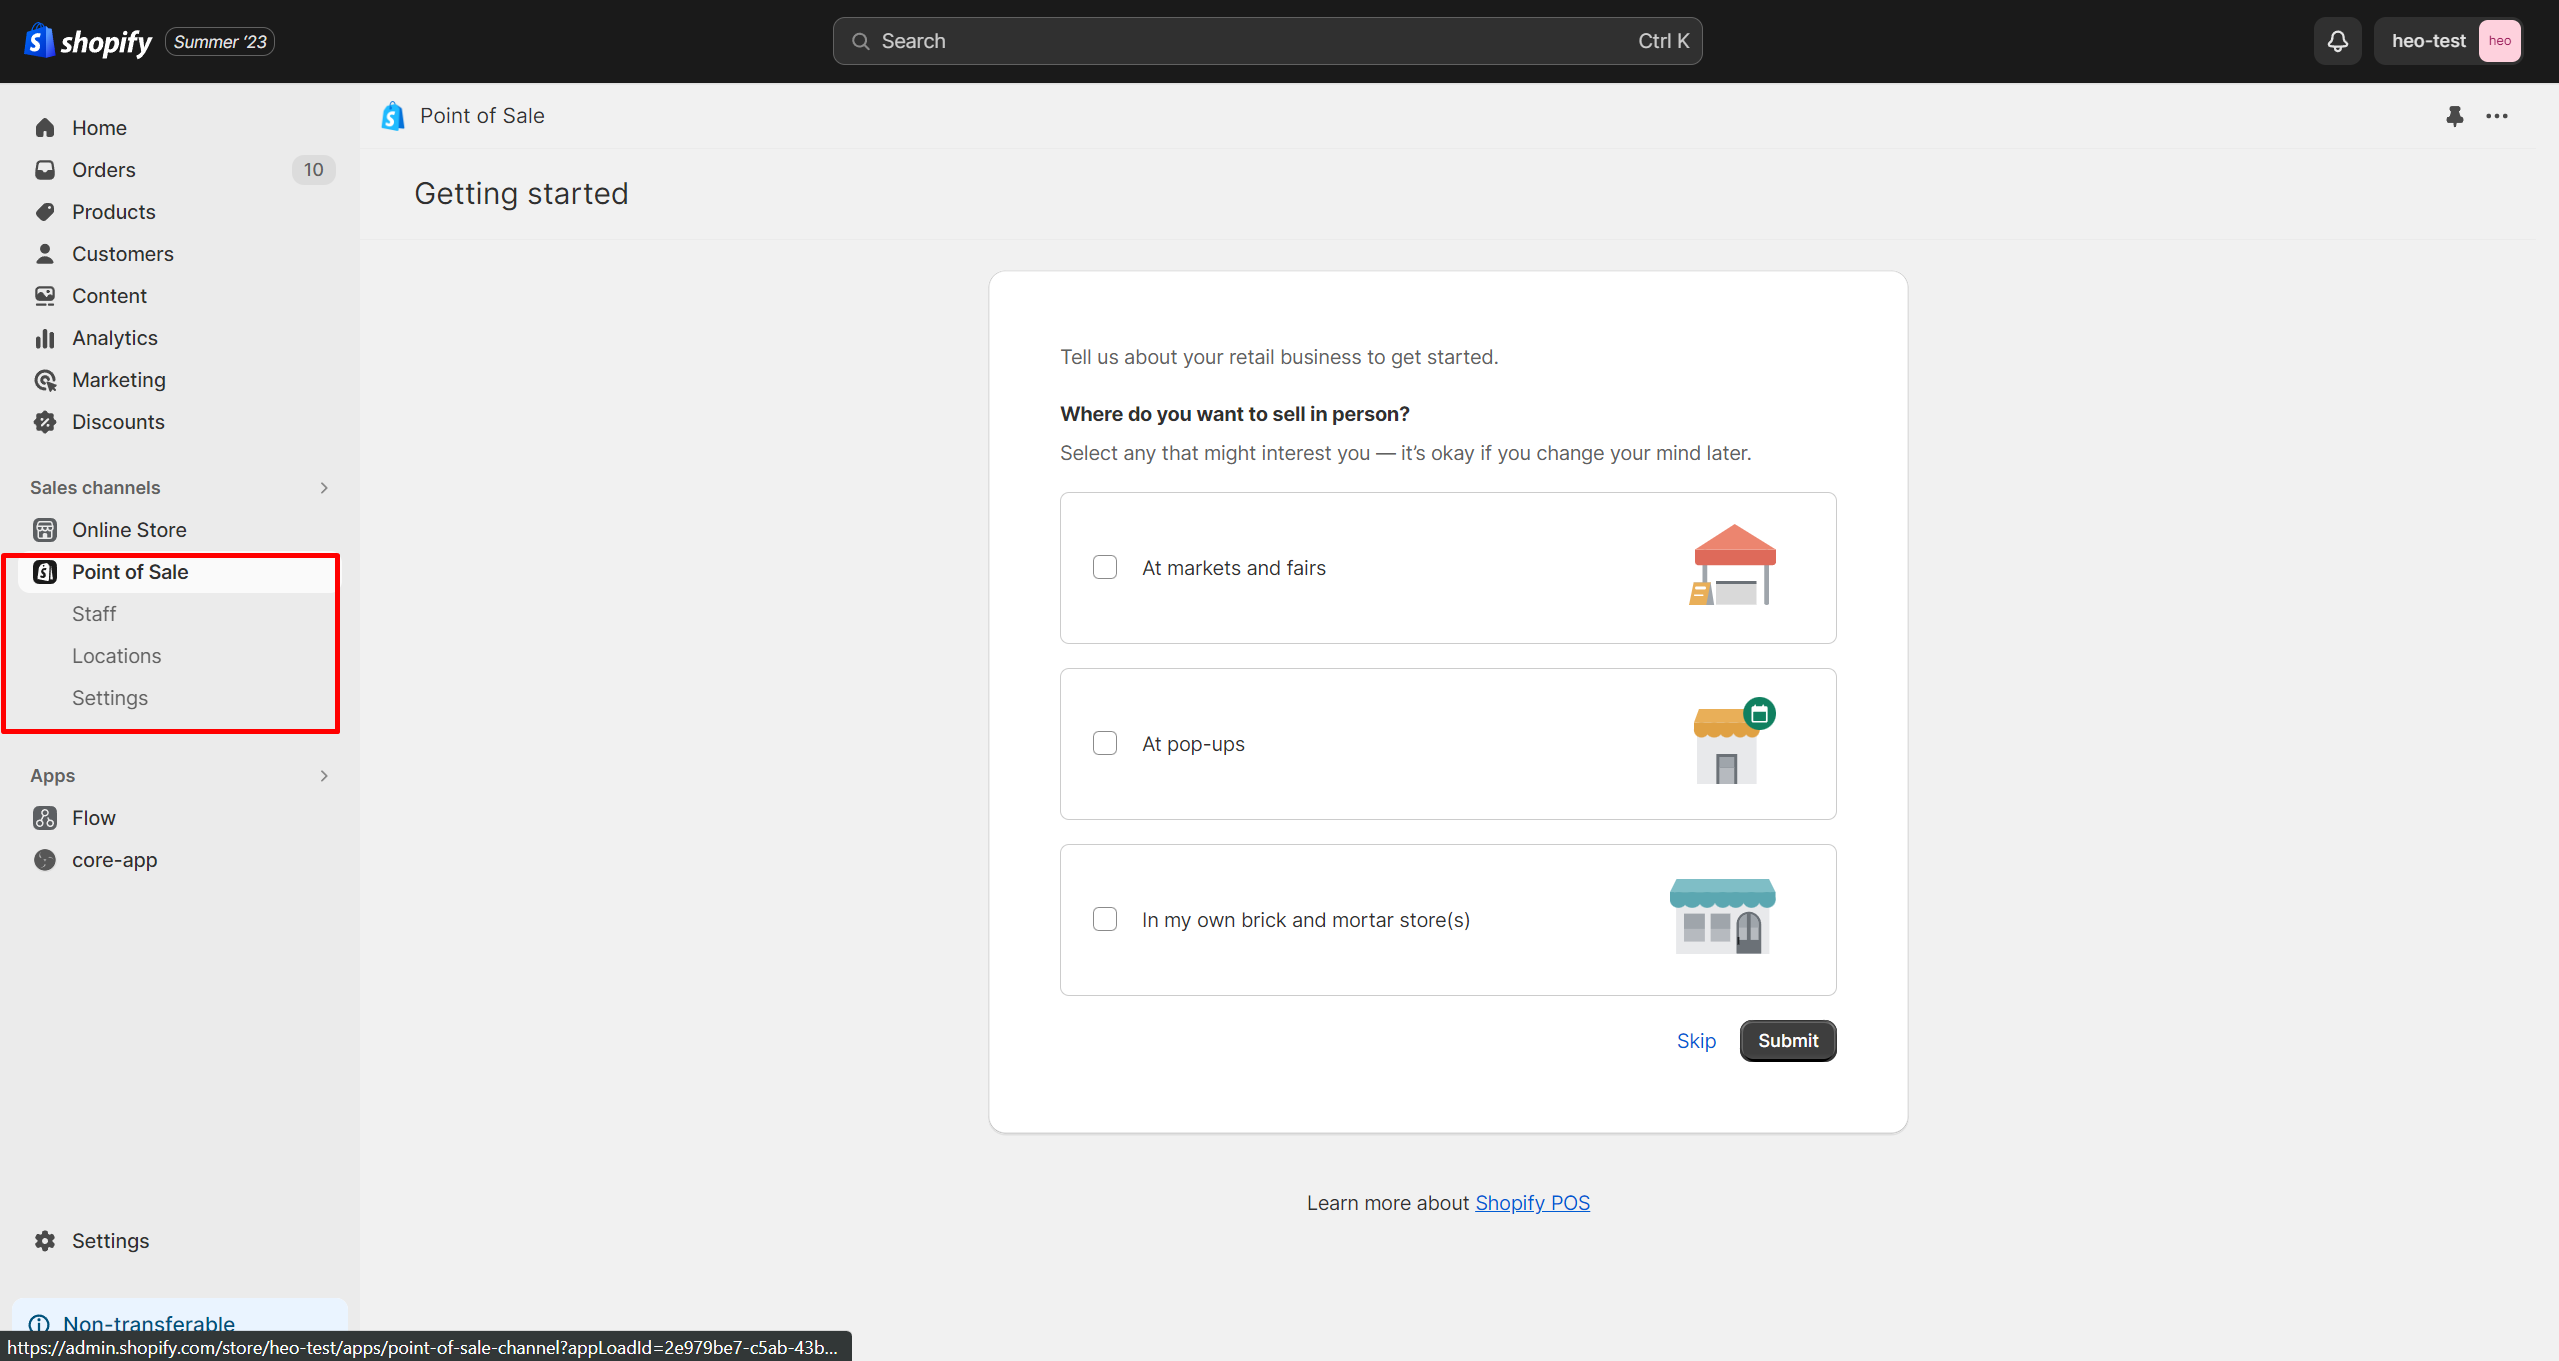 shopify Summer '23
Search Ctrl K
heo-test heo
Home
Orders 10
Products
Customers
Content
Analytics
Marketing
Discounts
Sales channels
Online Store
Point of Sale
Staff
Locations
Settings
Apps
Flow
core-app
Settings
Non-transferable
https://admin.shopify.com/store/heo-test/apps/point-of-sale-channel?appLoadId=2e979be7-c5ab-43b...
Point of Sale
Getting started
Tell us about your retail business to get started.
Where do you want to sell in person?
Select any that might interest you — it’s okay if you change your mind later.
At markets and fairs
At pop-ups
In my own brick and mortar store(s)
Skip Submit
Learn more about Shopify POS